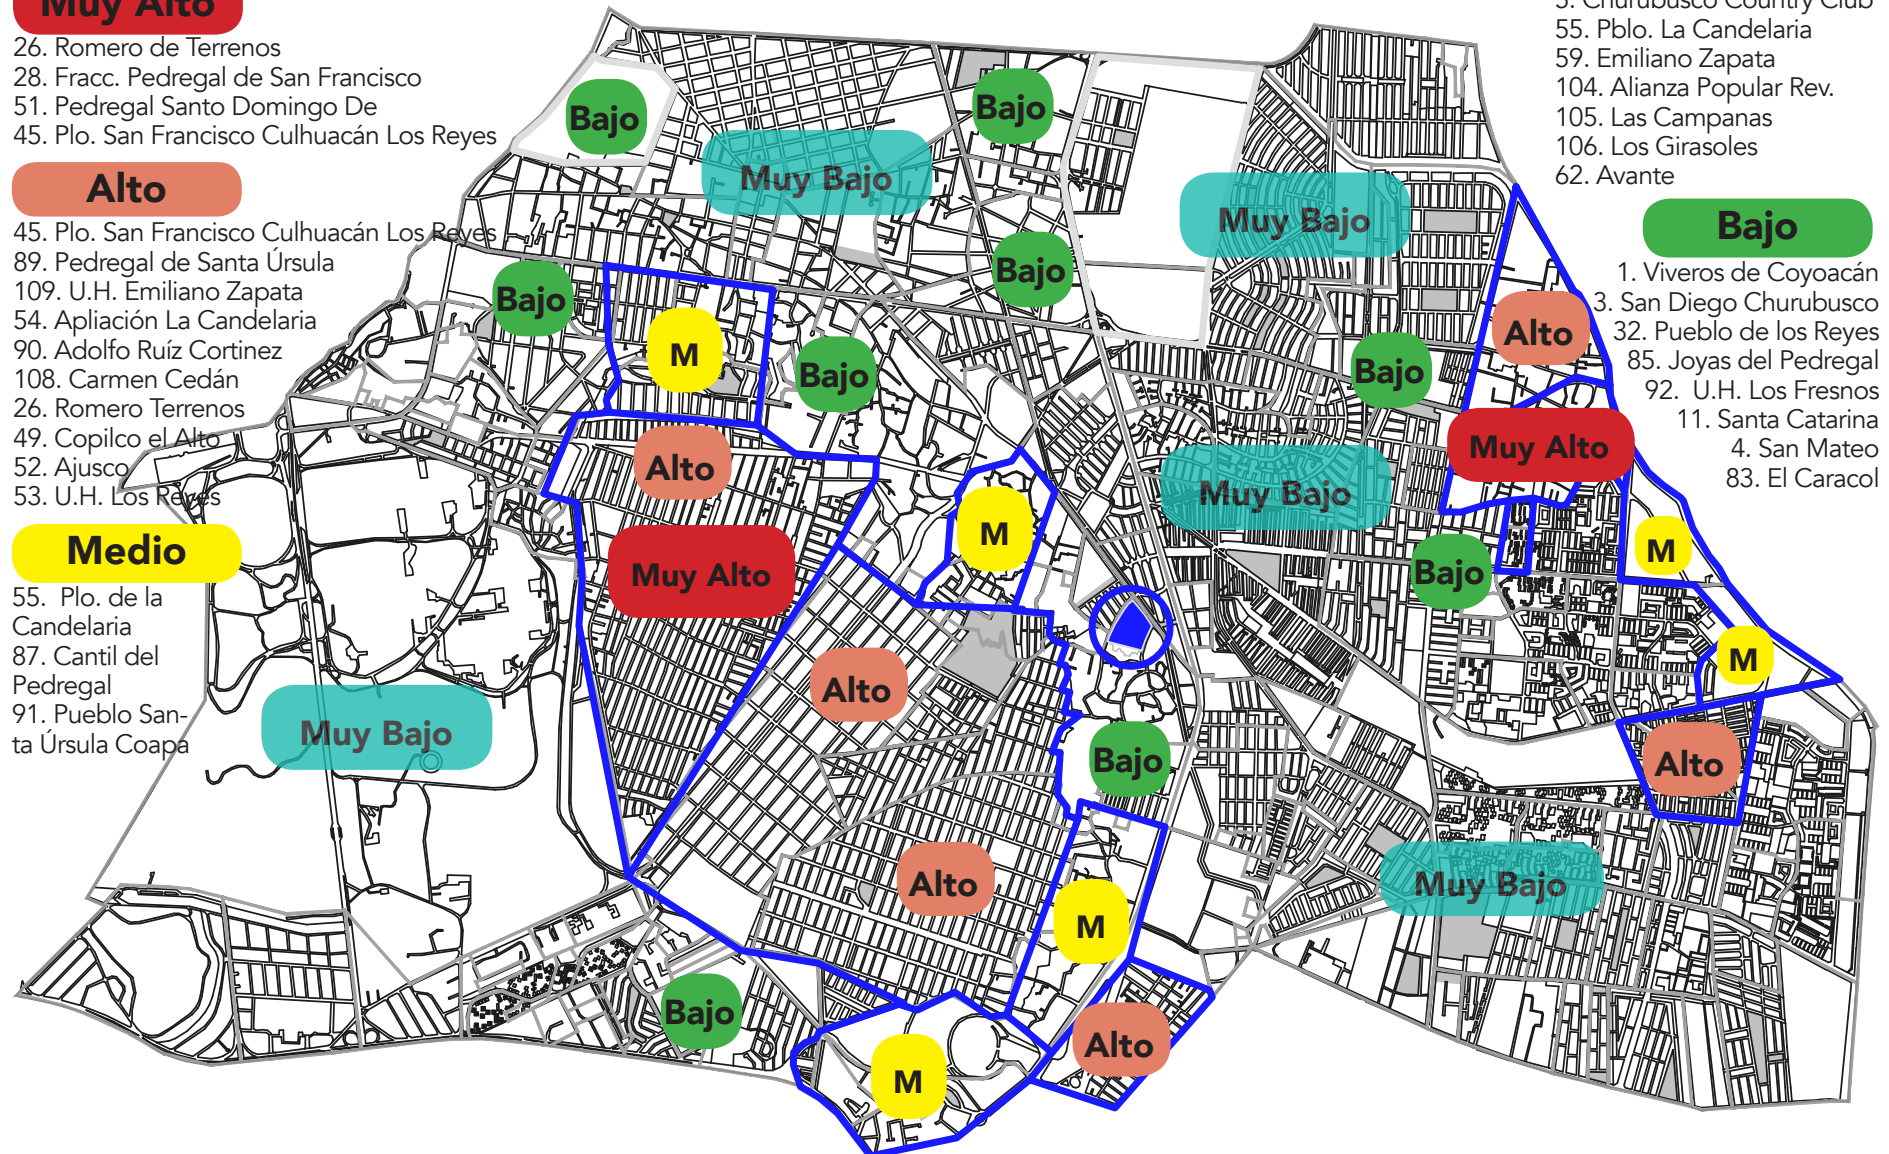 Muy Alto
26. Romero de Terrenos
28. Fracc. Pedregal de San Francisco
51. Pedregal Santo Domingo De
45. Plo. San Francisco Culhuacán Los Reyes
Alto
45. Plo. San Francisco Culhuacán Los Reyes
89. Pedregal de Santa Úrsula
109. U.H. Emiliano Zapata
54. Apliación La Candelaria
90. Adolfo Ruíz Cortinez
108. Carmen Cedán
26. Romero Terrenos
49. Copilco el Alto
52. Ajusco
53. U.H. Los Reyes
Medio
55. Plo. de la
Candelaria
87. Cantil del
Pedregal
91. Pueblo San-
ta Úrsula Coapa
5. Churubusco Country Club
55. Pblo. La Candelaria
59. Emiliano Zapata
104. Alianza Popular Rev.
105. Las Campanas
106. Los Girasoles
62. Avante
Bajo
1. Viveros de Coyoacán
3. San Diego Churubusco
32. Pueblo de los Reyes
85. Joyas del Pedregal
92. U.H. Los Fresnos
11. Santa Catarina
4. San Mateo
83. El Caracol
Bajo
Bajo
Muy Bajo
Muy Bajo
Bajo
Bajo
Alto
M
Bajo
Bajo
Alto
Muy Alto
Muy Bajo
M
M
Muy Alto
Bajo
M
Alto
Muy Bajo
Bajo
Alto
Alto
Muy Bajo
M
Bajo
Alto
M